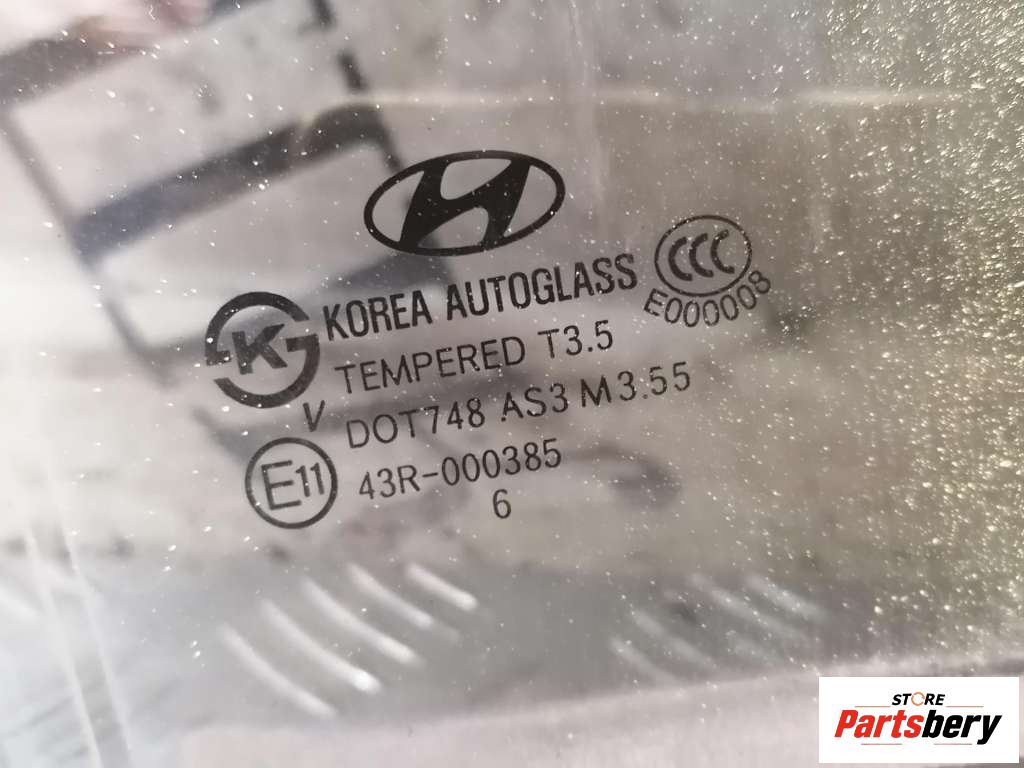 CCC
E000008
KOREA AUTOGLASS
K
TEMPERED T3.5
V
DOT748 AS3 M3.55
E11
43R-000385
6
STORE
Partsbery